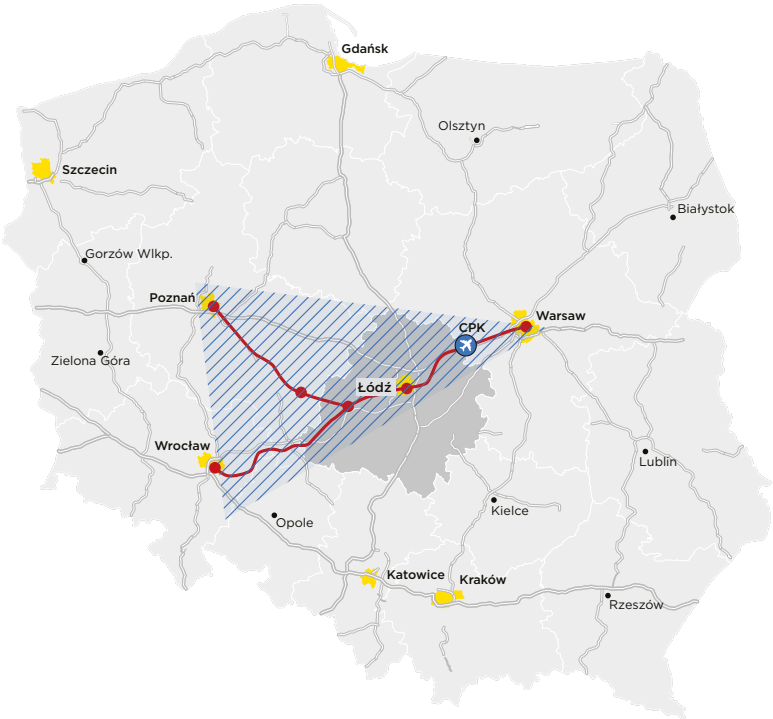 Gdańsk
Olsztyn
Szczecin
Białystok
Gorzów Wlkp.
Poznań
Warsaw
CPK
Zielona Góra
Łódź
Wrocław
Lublin
Kielce
Opole
Katowice
Kraków
Rzeszów